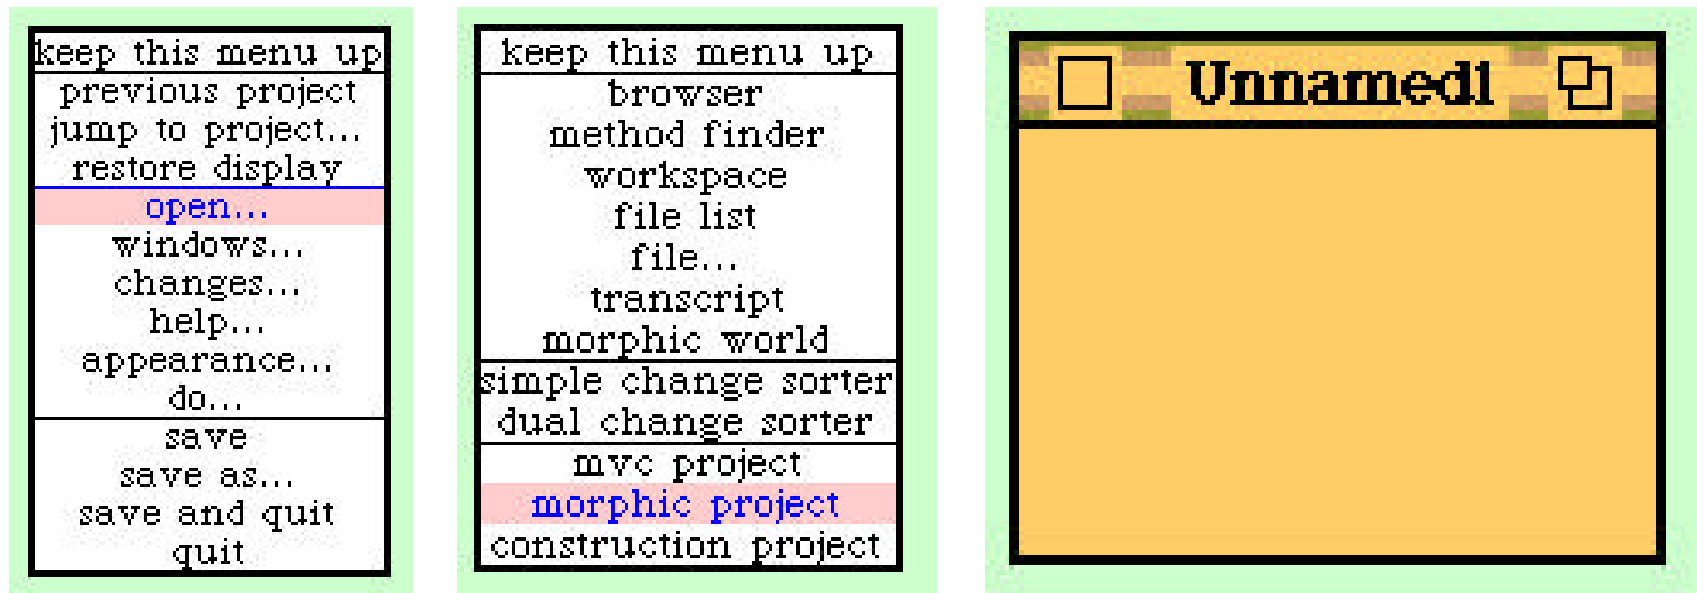 keep this menu up
previous project
jump to project...
restore display
open...
windows...
changes...
help...
appearance...
do...
save
save as...
save and quit
quit
keep this menu up
browser
method finder
workspace
file list
file...
transcript
morphic world
simple change sorter
dual change sorter
mvc project
morphic project
construction project
Unnamed1